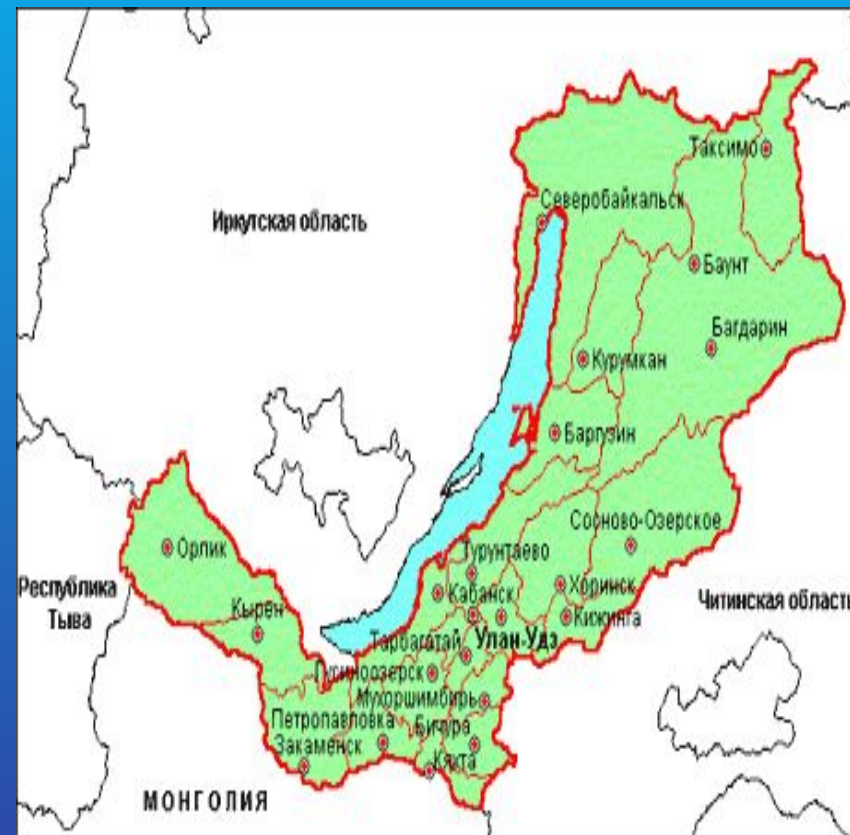 Таксимо
Северобайкальск
Иркутская область
Баунт
Багдарин
Курумкан
Баргузин
Сосново-Озерское
Орлик
Турунтаево
Хоринск
Республика
Тыва
Кабанск
Читинская область
Кырен
Кижинга
Тарбагатай
Улан-Удэ
Гусиноозерск
Мухоршимбирь
Петропавловка
Бичура
Закаменск
Кяхта
МОНГОЛИЯ